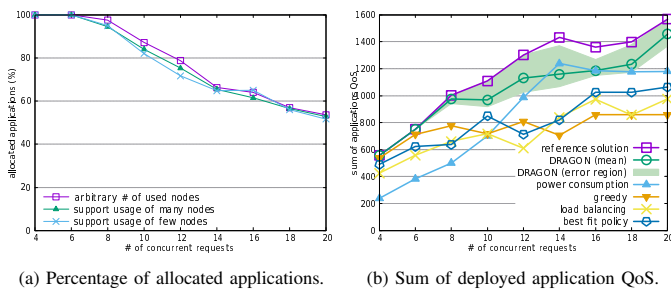 100
80
60
40
20
0
allocated applications (%)
arbitrary # of used nodes
support usage of many nodes
support usage of few nodes
4 6 8 10 12 14 16 18 20
# of concurrent requests
(a) Percentage of allocated applications.
1600
1400
1200
1000
800
600
400
200
0
sum of application QoS
reference solution
DRAGON (mean)
DRAGON (error region)
power consumption
greedy
load balancing
best fit policy
4 6 8 10 12 14 16 18 20
# of concurrent requests
(b) Sum of deployed application QoS.